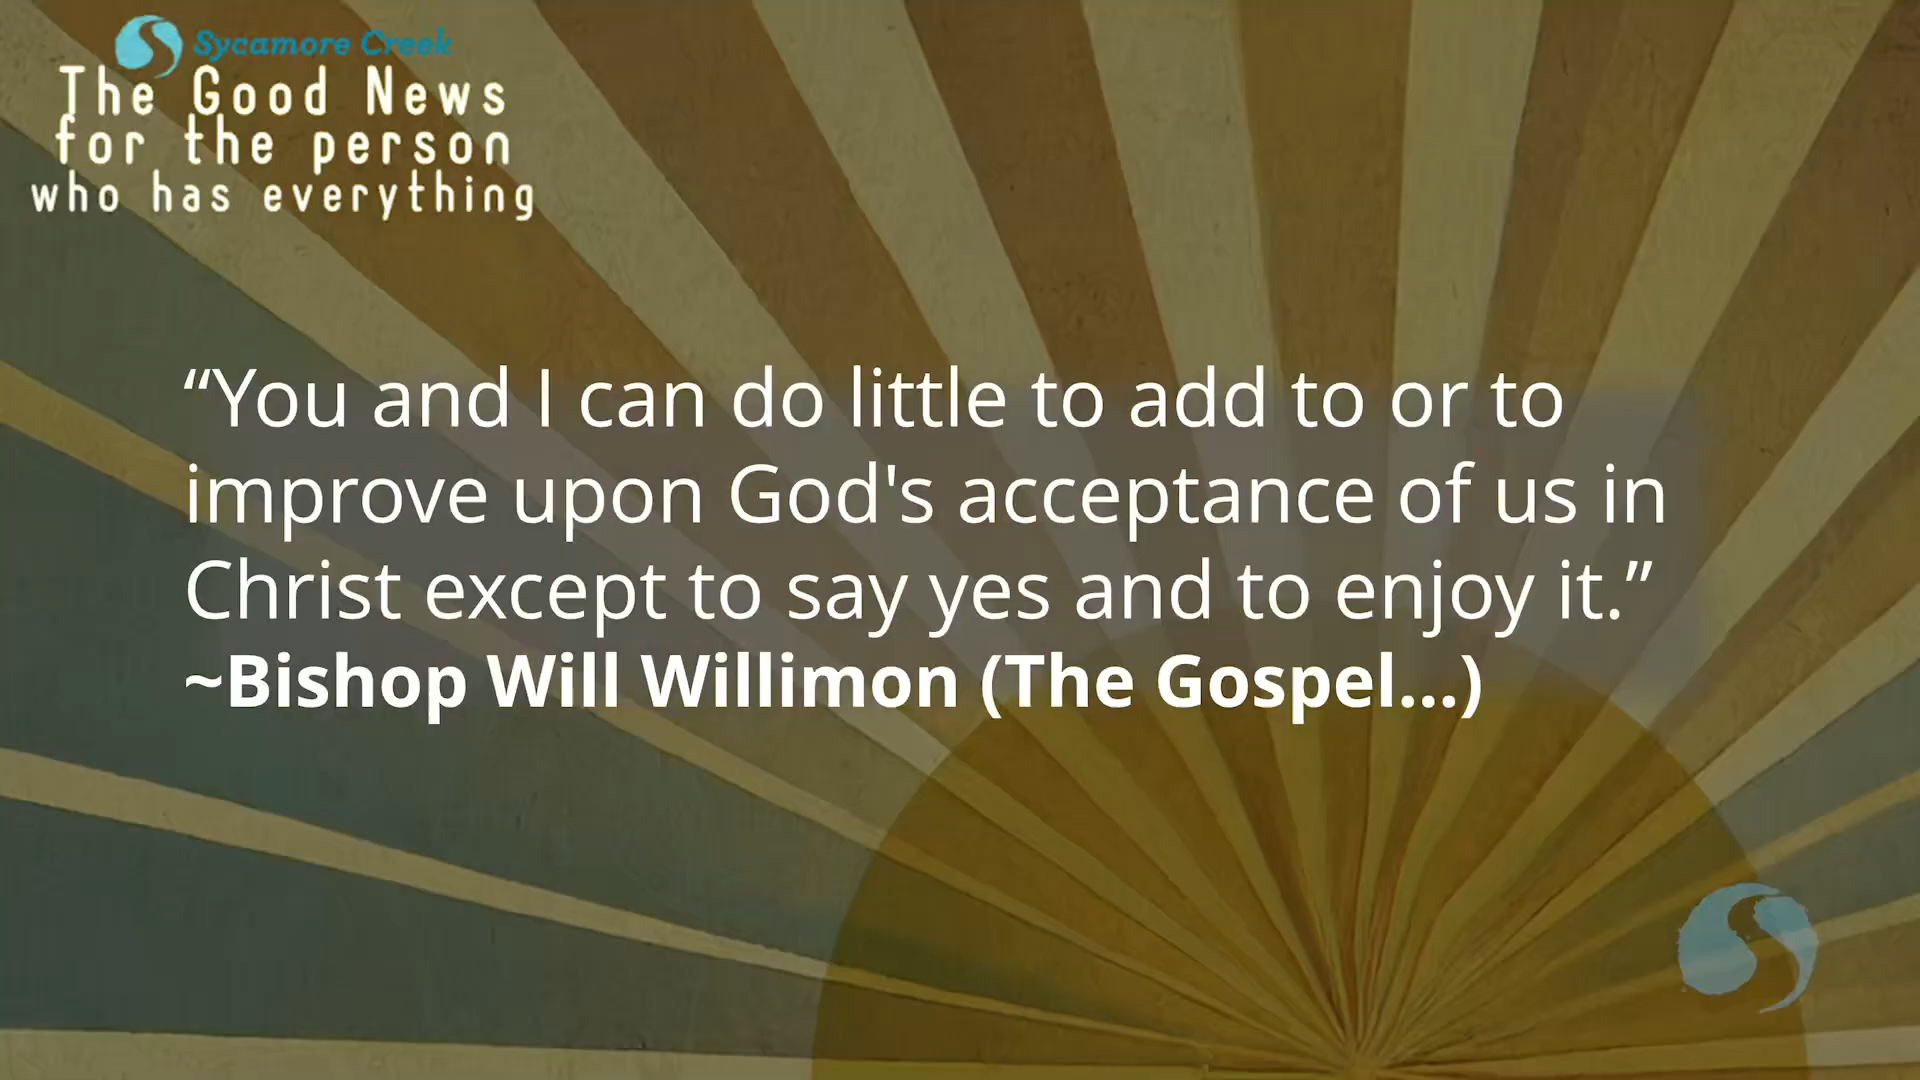 Sycamore Creek
The Good News
for the person
who has everything
“You and I can do little to add to or to
improve upon God's acceptance of us in
Christ except to say yes and to enjoy it.”
~Bishop Will Willimon (The Gospel...)